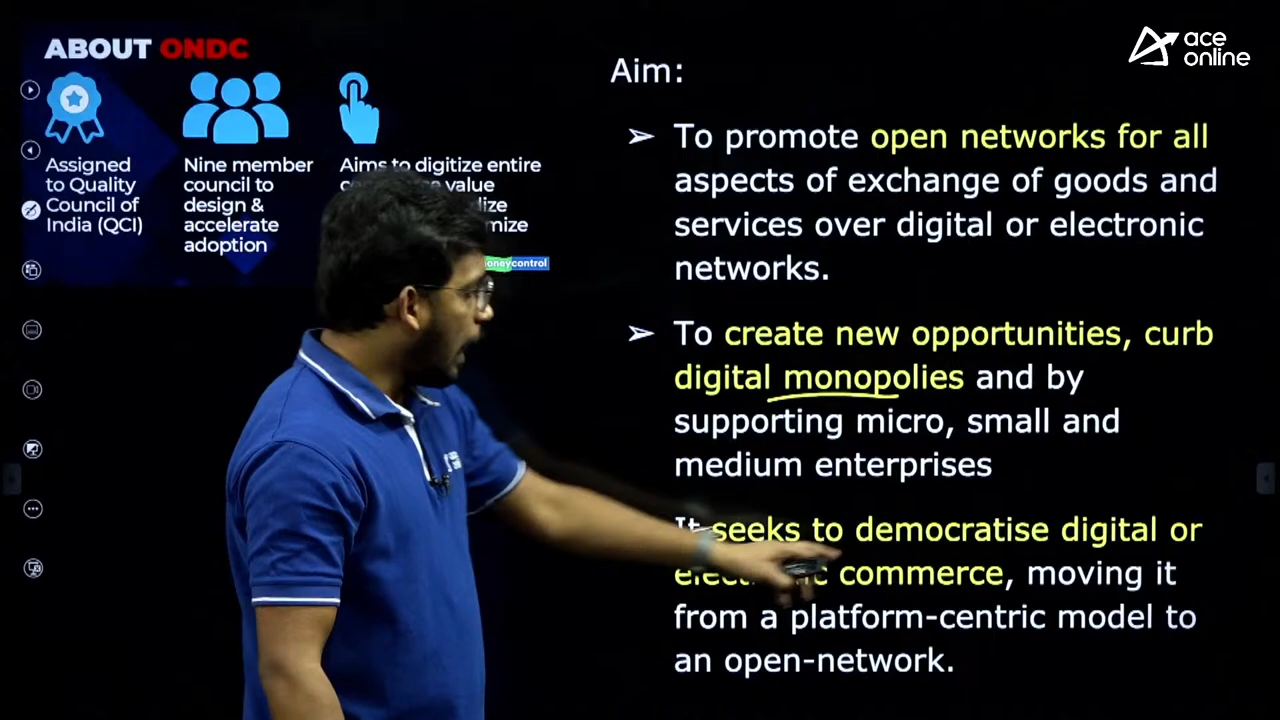 ABOUT ONDC
Assigned
to Quality
Council of
India (QCI)
Nine member
council to
design &
accelerate
adoption
Aims to digitize entire
value
ace
online
Aim:
➢ To promote open networks for all
aspects of exchange of goods and
services over digital or electronic
networks.
➢ To create new opportunities, curb
digital monopolies and by
supporting micro, small and
medium enterprises
It seeks to democratise digital or
commerce, moving it
from a platform-centric model to
an open-network.